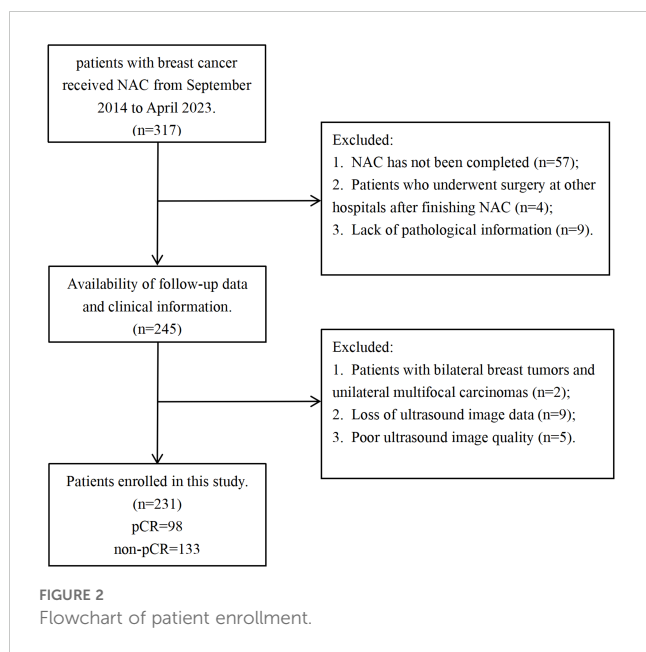 patients with breast cancer
received NAC from September
2014 to April 2023.
(n=317)
Excluded:
1. NAC has not been completed (n=57);
2. Patients who underwent surgery at other
hospitals after finishing NAC (n=4);
3. Lack of pathological information (n=9).
Availability of follow-up data
and clinical information.
(n=245)
Excluded:
1. Patients with bilateral breast tumors and
unilateral multifocal carcinomas (n=2);
2. Loss of ultrasound image data (n=9);
3. Poor ultrasound image quality (n=5).
Patients enrolled in this study.
(n=231)
pCR=98
non-pCR=133
FIGURE 2
Flowchart of patient enrollment.